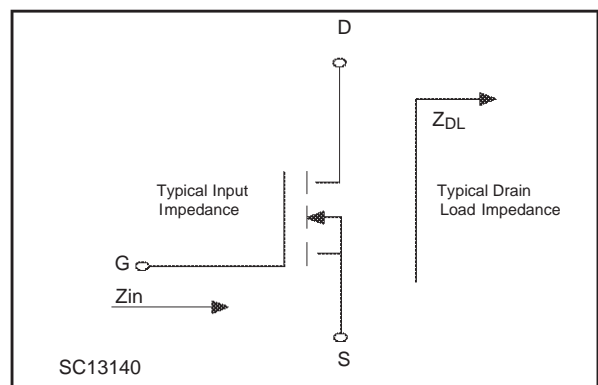 D
ZDL
Typical Input
Impedance
Typical Drain
Load Impedance
G
Zin
S
SC13140